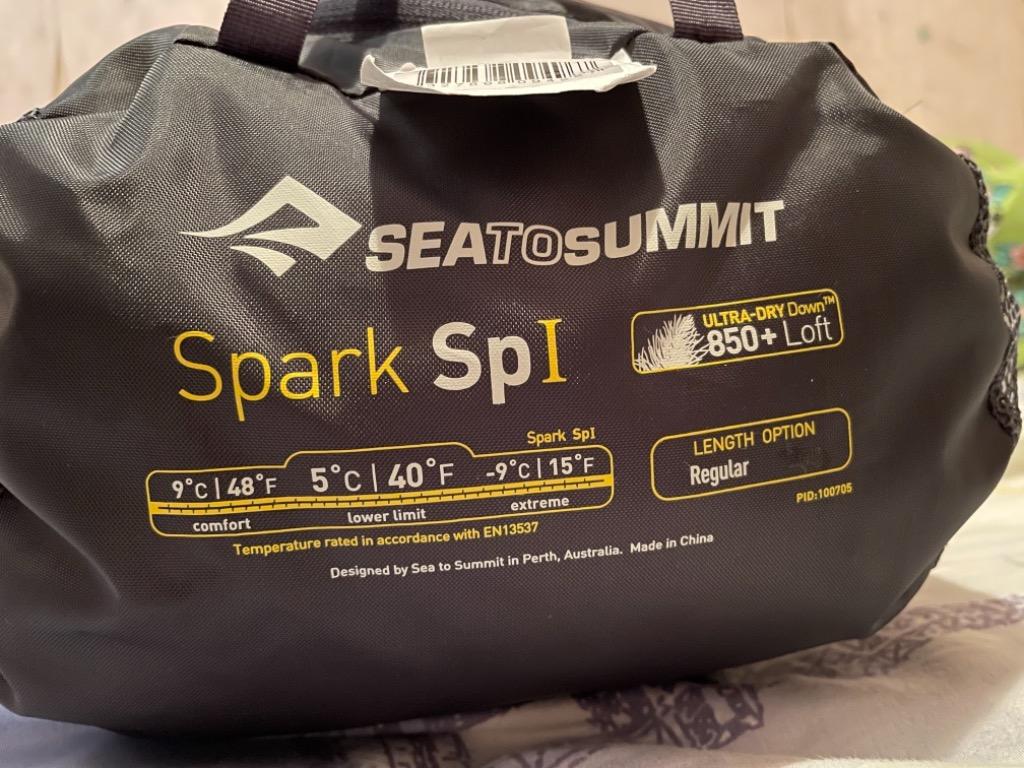 SEATOSUMMIT
ULTRA-DRY Down™
850+ Loft
Spark SpI
Spark SpI
9°C | 48°F 5°C | 40°F -9°C | 15°F
comfort lower limit extreme
LENGTH OPTION
Regular
PID:100705
Temperature rated in accordance with EN13537
Designed by Sea to Summit in Perth, Australia. Made in China